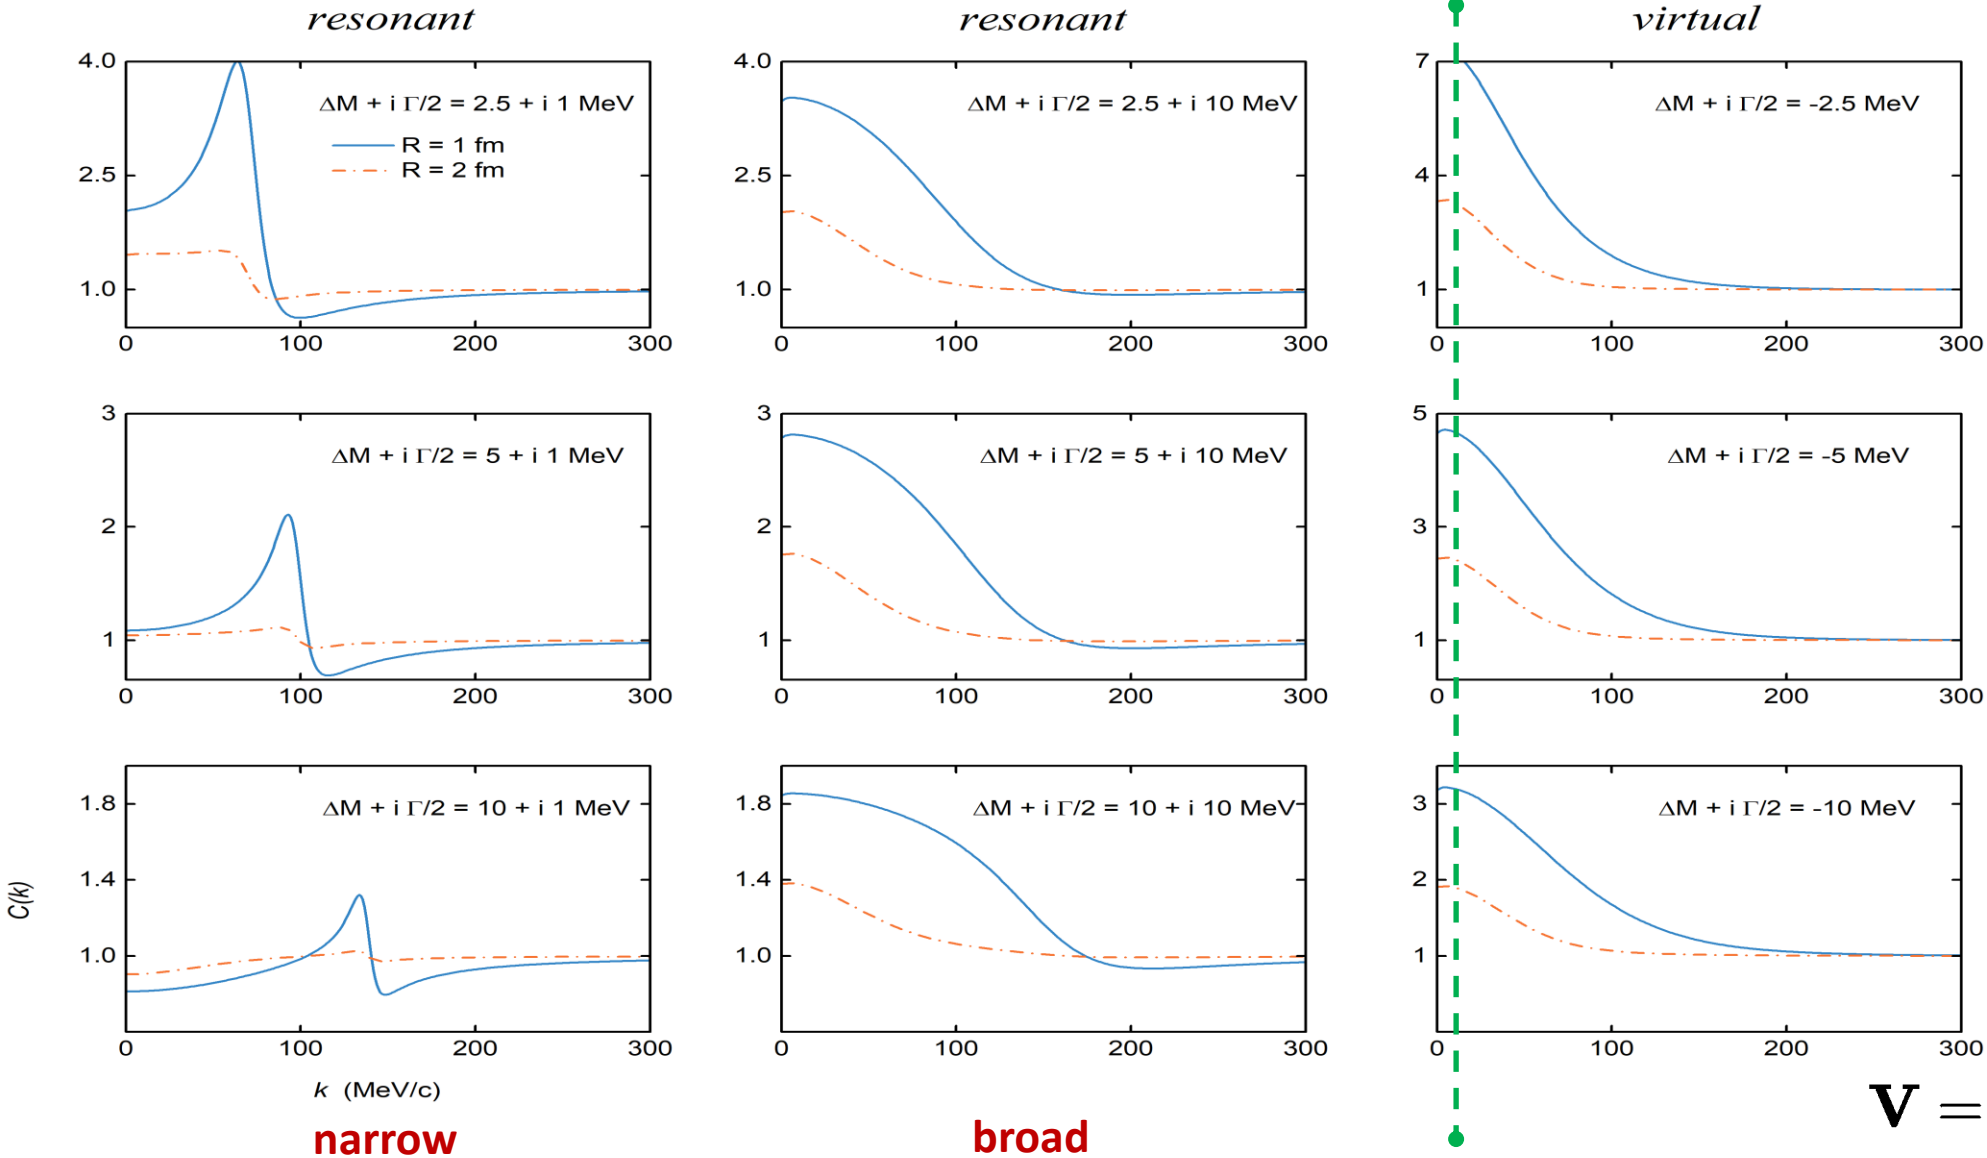 resonant resonant virtual
4.0 4.0 7
ΔM + i Γ/2 = 2.5 + i 1 MeV ΔM + i Γ/2 = 2.5 + i 10 MeV ΔM + i Γ/2 = -2.5 MeV
R = 1 fm
R = 2 fm
2.5 2.5 4
1.0 1.0 1
0 100 200 300 0 100 200 300 0 100 200 300
3 3 5
ΔM + i Γ/2 = 5 + i 1 MeV ΔM + i Γ/2 = 5 + i 10 MeV ΔM + i Γ/2 = -5 MeV
2 2 3
1 1 1
0 100 200 300 0 100 200 300 0 100 200 300
1.8 ΔM + i Γ/2 = 10 + i 1 MeV 1.8 ΔM + i Γ/2 = 10 + i 10 MeV 3 ΔM + i Γ/2 = -10 MeV
1.4 1.4 2
C(k)
1.0 1.0 1
0 100 200 300 0 100 200 300 0 100 200 300
k (MeV/c)
V =
narrow broad